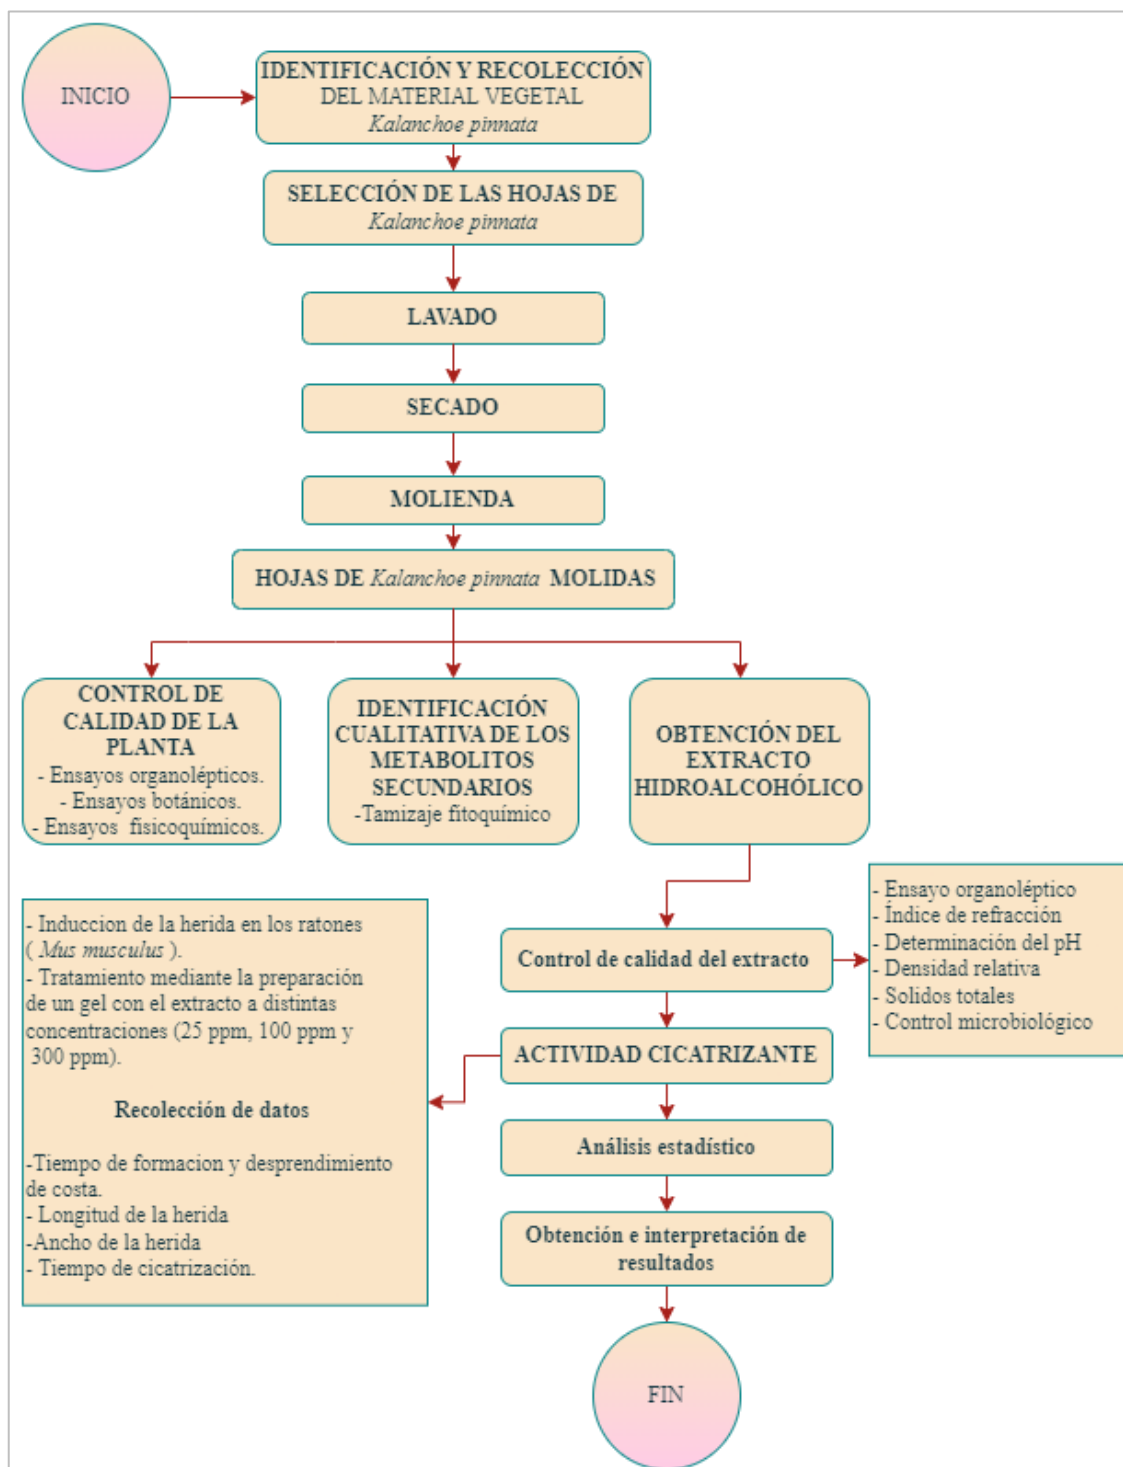 INICIO
IDENTIFICACIÓN Y RECOLECCIÓN
DEL MATERIAL VEGETAL
Kalanchoe pinnata
SELECCIÓN DE LAS HOJAS DE
Kalanchoe pinnata
LAVADO
SECADO
MOLIENDA
HOJAS DE Kalanchoe pinnata MOLIDAS
CONTROL DE
CALIDAD DE LA
PLANTA
- Ensayos organolépticos.
- Ensayos botánicos.
- Ensayos fisicoquímicos.
IDENTIFICACIÓN
CUALITATIVA DE LOS
METABOLITOS
SECUNDARIOS
-Tamizaje fitoquímico
OBTENCIÓN DEL
EXTRACTO
HIDROALCOHÓLICO
Control de calidad del extracto
- Ensayo organoléptico
- Índice de refracción
- Determinación del pH
- Densidad relativa
- Solidos totales
- Control microbiológico
ACTIVIDAD CICATRIZANTE
- Induccion de la herida en los ratones
( Mus musculus ).
- Tratamiento mediante la preparación
de un gel con el extracto a distintas
concentraciones (25 ppm, 100 ppm y
300 ppm).
Recolección de datos
-Tiempo de formacion y desprendimiento
de costa.
- Longitud de la herida
-Ancho de la herida
- Tiempo de cicatrización.
Análisis estadístico
Obtención e interpretación de
resultados
FIN